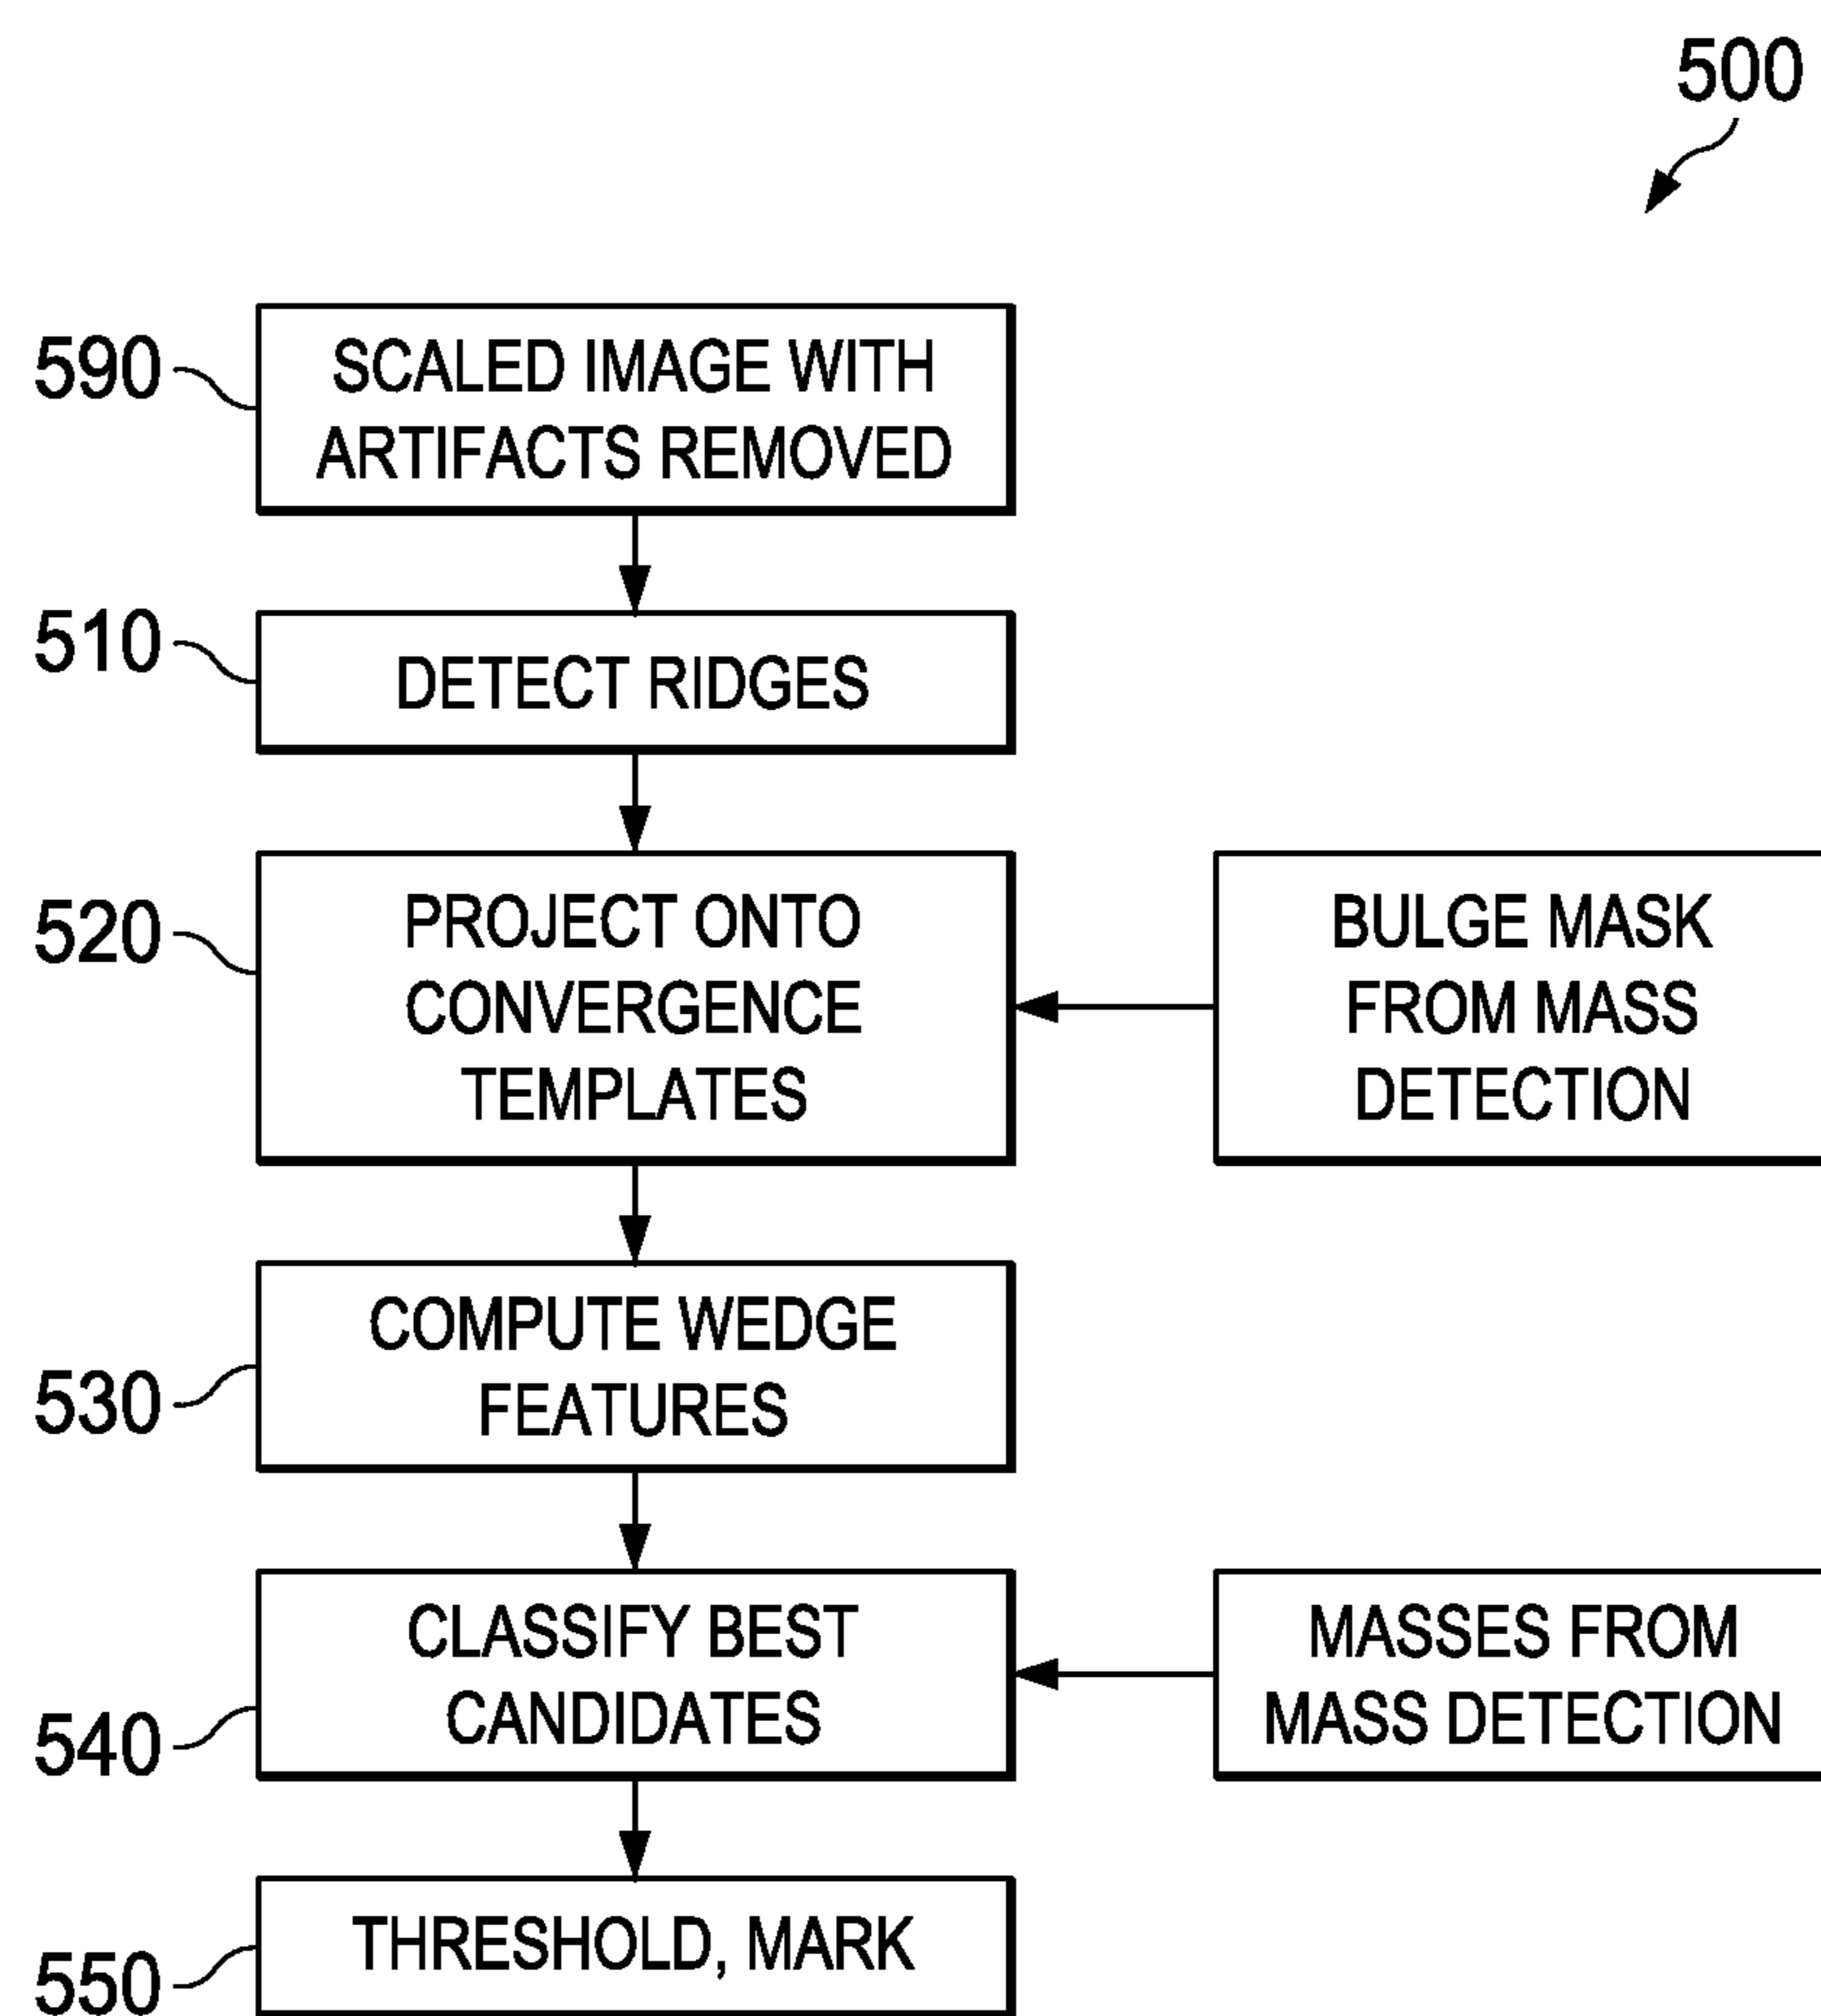 500
590
SCALED IMAGE WITH
ARTIFACTS REMOVED
510
DETECT RIDGES
520
PROJECT ONTO
CONVERGENCE
TEMPLATES
BULGE MASK
FROM MASS
DETECTION
530
COMPUTE WEDGE
FEATURES
540
CLASSIFY BEST
CANDIDATES
MASSES FROM
MASS DETECTION
550
THRESHOLD, MARK